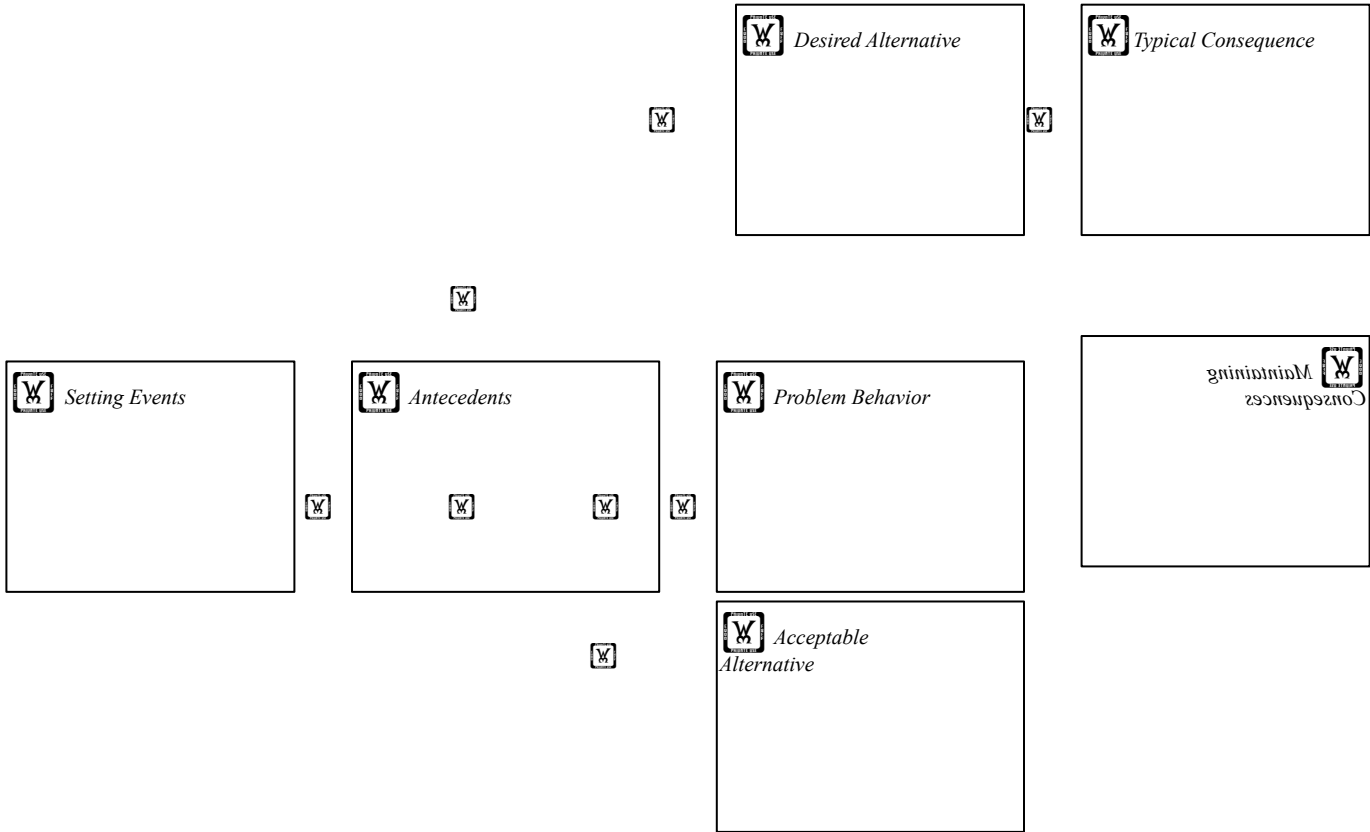 Desired Alternative
Typical Consequence
Setting Events
Antecedents
Problem Behavior
Maintaining
Consequences
Acceptable
Alternative